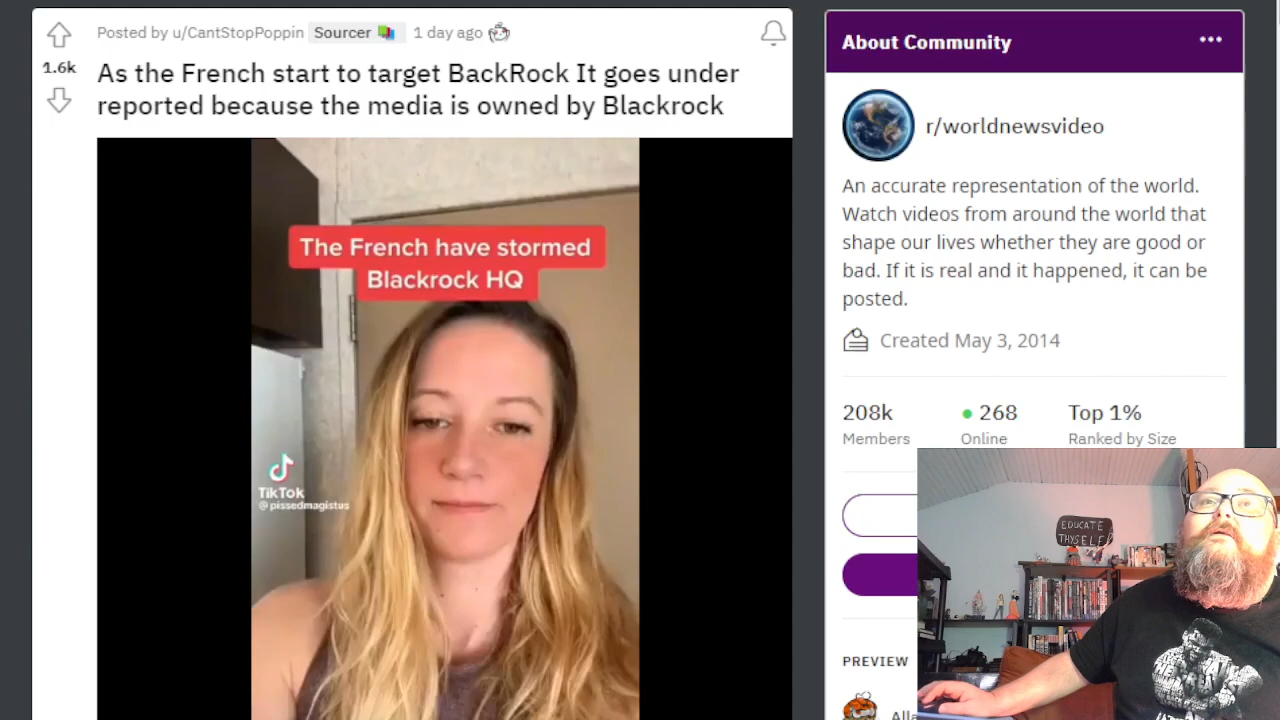 Posted by u/CantStopPoppin Sourcer 1 day ago
1.6k
As the French start to target BackRock It goes under
reported because the media is owned by Blackrock
The French have stormed
Blackrock HQ
TikTok
@pissedmagistus
About Community
r/worldnewsvideo
An accurate representation of the world.
Watch videos from around the world that
shape our lives whether they are good or
bad. If it is real and it happened, it can be
posted.
Created May 3, 2014
208k 268 Top 1%
Members Online Ranked by Size
PREVIEW
EDUCATE
THYSELF